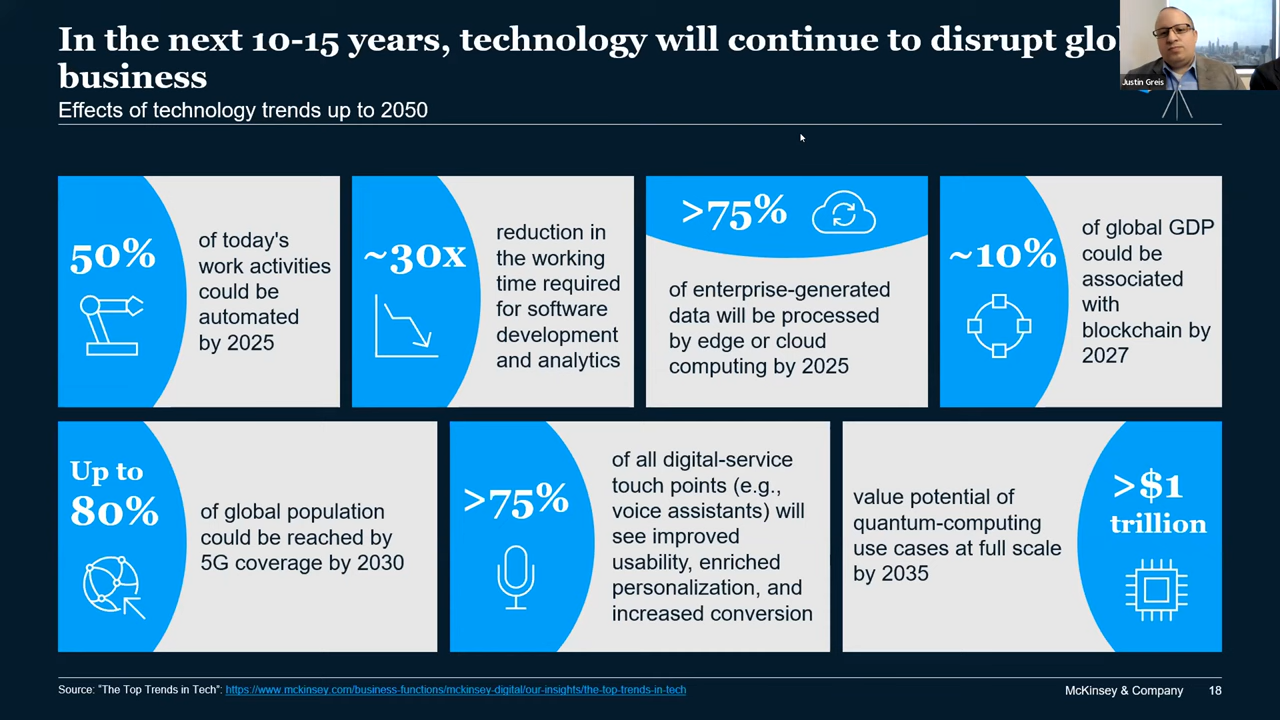 In the next 10-15 years, technology will continue to disrupt
business
Effects of technology trends up to 2050
Justin Greis
50%
of today's
work activities
could be
automated
by 2025
~30x
reduction in
the working
time required
for software
development
and analytics
>75%
of enterprise-generated
data will be processed
by edge or cloud
computing by 2025
~10%
of global GDP
could be
associated
with
blockchain by
2027
Up to
80%
of global population
could be reached by
5G coverage by 2030
>75%
of all digital-service
touch points (e.g.,
voice assistants) will
see improved
usability, enriched
personalization, and
increased conversion
value potential of
quantum-computing
use cases at full scale
by 2035
>$1
trillion
Source: "The Top Trends in Tech": https://www.mckinsey.com/business-functions/mckinsey-digital/our-insights/the-top-trends-in-tech
McKinsey & Company 18